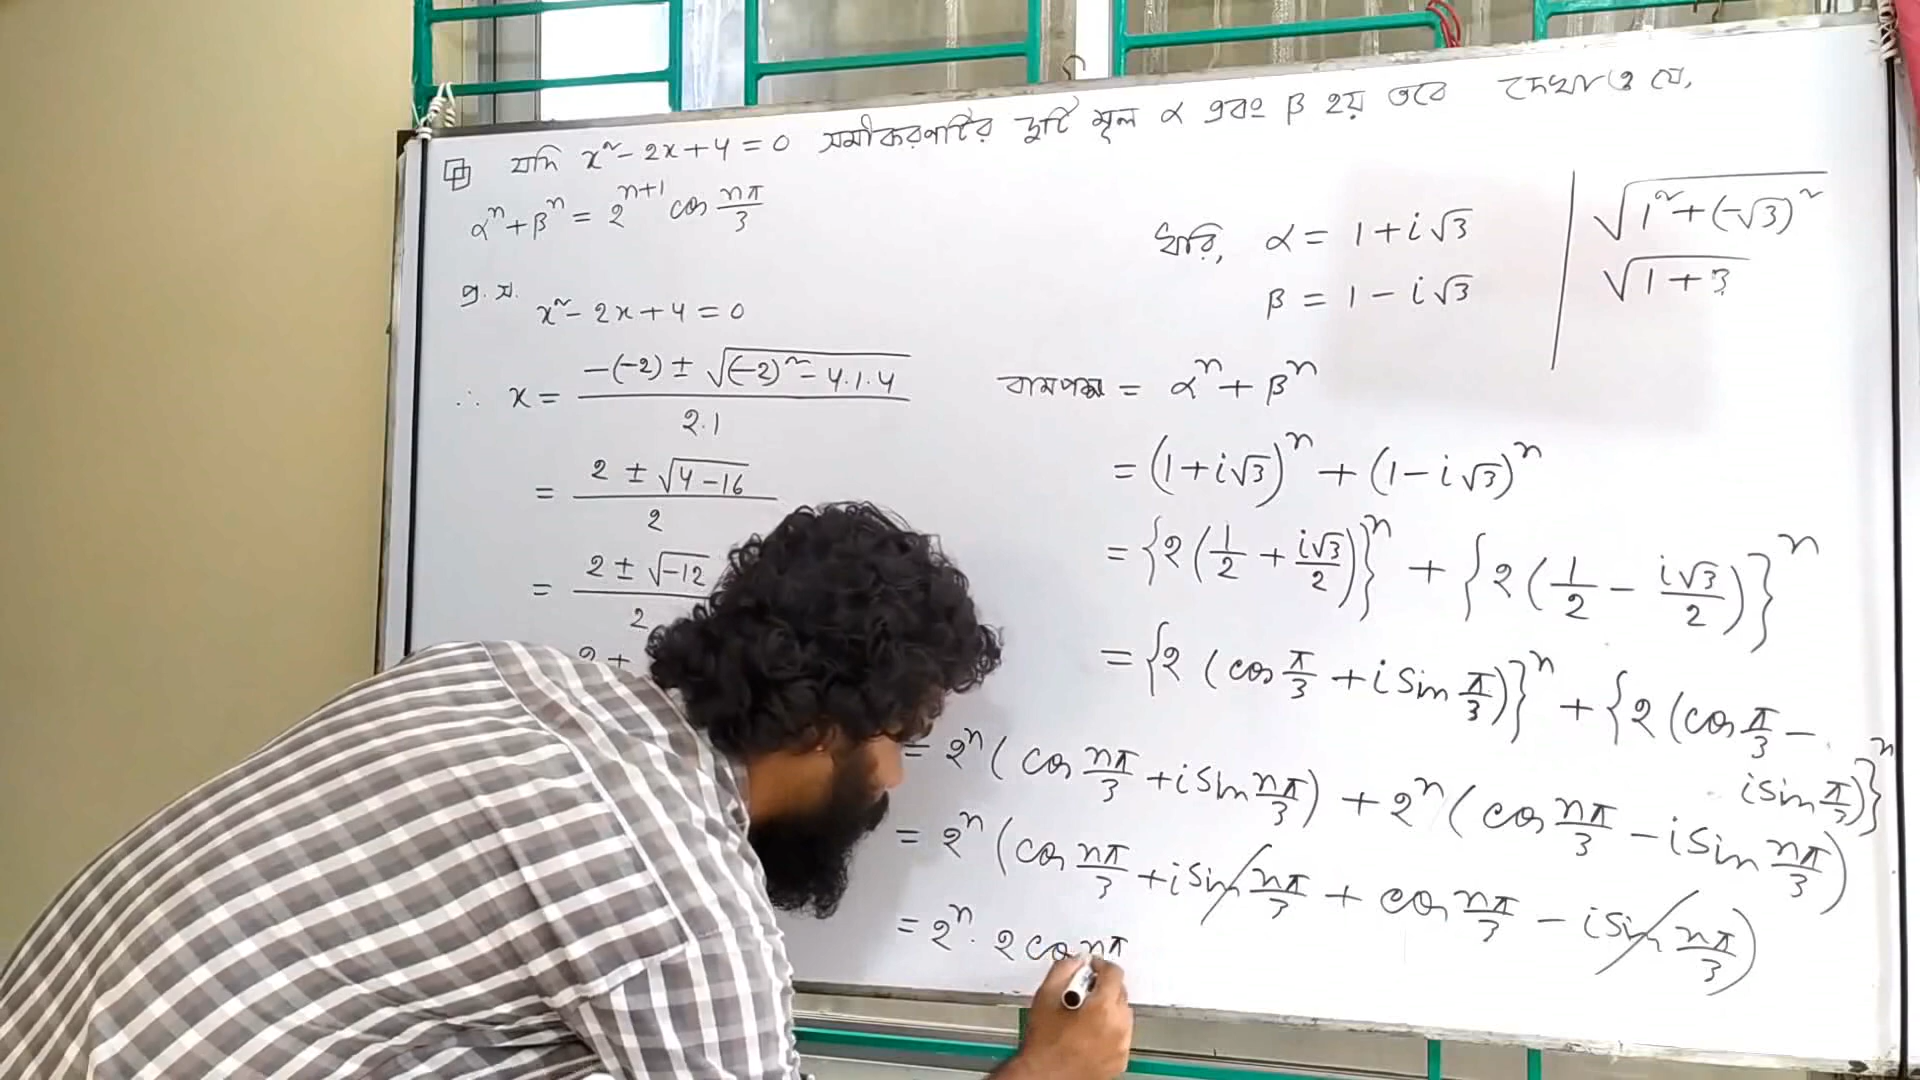 যদি x² - 2x + 4 = 0 সমীকরণটির দুটি মূল α এবং β হয় তবে দেখাও যে,
αⁿ + βⁿ = 2ⁿ⁺¹ cos nπ/3
প্র. ম.
x² - 2x + 4 = 0
∴ x = (-(-2) ± √((-2)² - 4.1.4)) / 2.1
= (2 ± √(4-16)) / 2
= (2 ± √-12) / 2
2 ±
ধরি, α = 1 + i√3
β = 1 - i√3
√(1² + (-√3)²)
√(1+3)
বামপক্ষ = αⁿ + βⁿ
= (1+i√3)ⁿ + (1-i√3)ⁿ
= {2(1/2 + i√3/2)}ⁿ + {2(1/2 - i√3/2)}ⁿ
= {2(cos π/3 + i sin π/3)}ⁿ + {2(cos π/3 - i sin π/3)}ⁿ
= 2ⁿ(cos nπ/3 + i sin nπ/3) + 2ⁿ(cos nπ/3 - i sin nπ/3)
= 2ⁿ(cos nπ/3 + i sin nπ/3 + cos nπ/3 - i sin nπ/3)
= 2ⁿ. 2 cos nπ